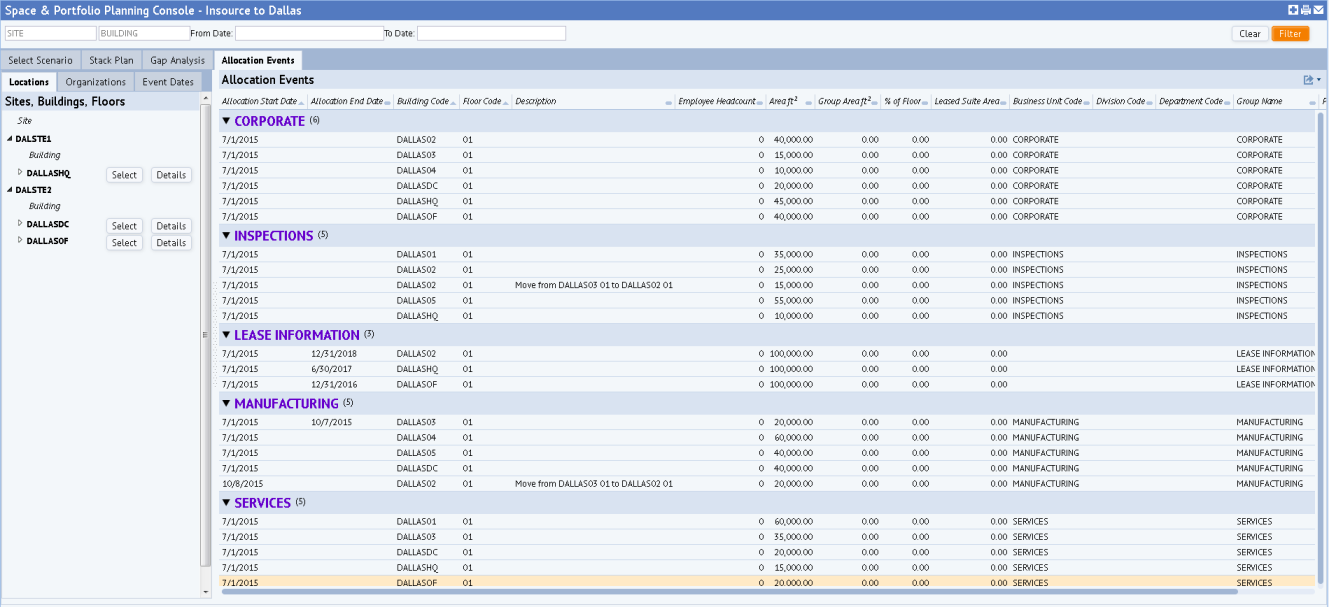 Space & Portfolio Planning Console - Insource to Dallas
SITE BUILDING From Date: To Date: Clear Filter
Select Scenario Stack Plan Gap Analysis Allocation Events
Locations Organizations Event Dates
Sites, Buildings, Floors
Site
DALSTE1
Building
DALLASHQ Select Details
DALSTE2
Building
DALLASDC Select Details
DALLASOF Select Details
Allocation Events
Allocation Start Date Allocation End Date Building Code Floor Code Description Employee Headcount Area ft² Group Area ft² % of Floor Leased Suite Area Business Unit Code Division Code Department Code Group Name
CORPORATE (6)
7/1/2015 DALLAS02 01 0 40,000.00 0.00 0.00 0.00 CORPORATE CORPORATE
7/1/2015 DALLAS03 01 0 15,000.00 0.00 0.00 0.00 CORPORATE CORPORATE
7/1/2015 DALLAS04 01 0 10,000.00 0.00 0.00 0.00 CORPORATE CORPORATE
7/1/2015 DALLASDC 01 0 20,000.00 0.00 0.00 0.00 CORPORATE CORPORATE
7/1/2015 DALLASHQ 01 0 45,000.00 0.00 0.00 0.00 CORPORATE CORPORATE
7/1/2015 DALLASOF 01 0 40,000.00 0.00 0.00 0.00 CORPORATE CORPORATE
INSPECTIONS (5)
7/1/2015 DALLAS01 01 0 35,000.00 0.00 0.00 0.00 INSPECTIONS INSPECTIONS
7/1/2015 DALLAS02 01 0 25,000.00 0.00 0.00 0.00 INSPECTIONS INSPECTIONS
7/1/2015 DALLAS02 01 Move from DALLAS03 01 to DALLAS02 01 0 15,000.00 0.00 0.00 0.00 INSPECTIONS INSPECTIONS
7/1/2015 DALLAS05 01 0 55,000.00 0.00 0.00 0.00 INSPECTIONS INSPECTIONS
7/1/2015 DALLASHQ 01 0 10,000.00 0.00 0.00 0.00 INSPECTIONS INSPECTIONS
LEASE INFORMATION (3)
7/1/2015 12/31/2018 DALLAS02 01 0 100,000.00 0.00 0.00 0.00 LEASE INFORMATION
7/1/2015 6/30/2017 DALLASHQ 01 0 100,000.00 0.00 0.00 0.00 LEASE INFORMATION
7/1/2015 12/31/2016 DALLASOF 01 0 100,000.00 0.00 0.00 0.00 LEASE INFORMATION
MANUFACTURING (5)
7/1/2015 10/7/2015 DALLAS03 01 0 20,000.00 0.00 0.00 0.00 MANUFACTURING MANUFACTURING
7/1/2015 DALLAS04 01 0 60,000.00 0.00 0.00 0.00 MANUFACTURING MANUFACTURING
7/1/2015 DALLAS05 01 0 40,000.00 0.00 0.00 0.00 MANUFACTURING MANUFACTURING
7/1/2015 DALLASDC 01 0 40,000.00 0.00 0.00 0.00 MANUFACTURING MANUFACTURING
10/8/2015 DALLAS02 01 Move from DALLAS03 01 to DALLAS02 01 0 20,000.00 0.00 0.00 0.00 MANUFACTURING MANUFACTURING
SERVICES (5)
7/1/2015 DALLAS01 01 0 60,000.00 0.00 0.00 0.00 SERVICES SERVICES
7/1/2015 DALLAS03 01 0 35,000.00 0.00 0.00 0.00 SERVICES SERVICES
7/1/2015 DALLASDC 01 0 20,000.00 0.00 0.00 0.00 SERVICES SERVICES
7/1/2015 DALLASHQ 01 0 15,000.00 0.00 0.00 0.00 SERVICES SERVICES
7/1/2015 DALLASOF 01 0 20,000.00 0.00 0.00 0.00 SERVICES SERVICES